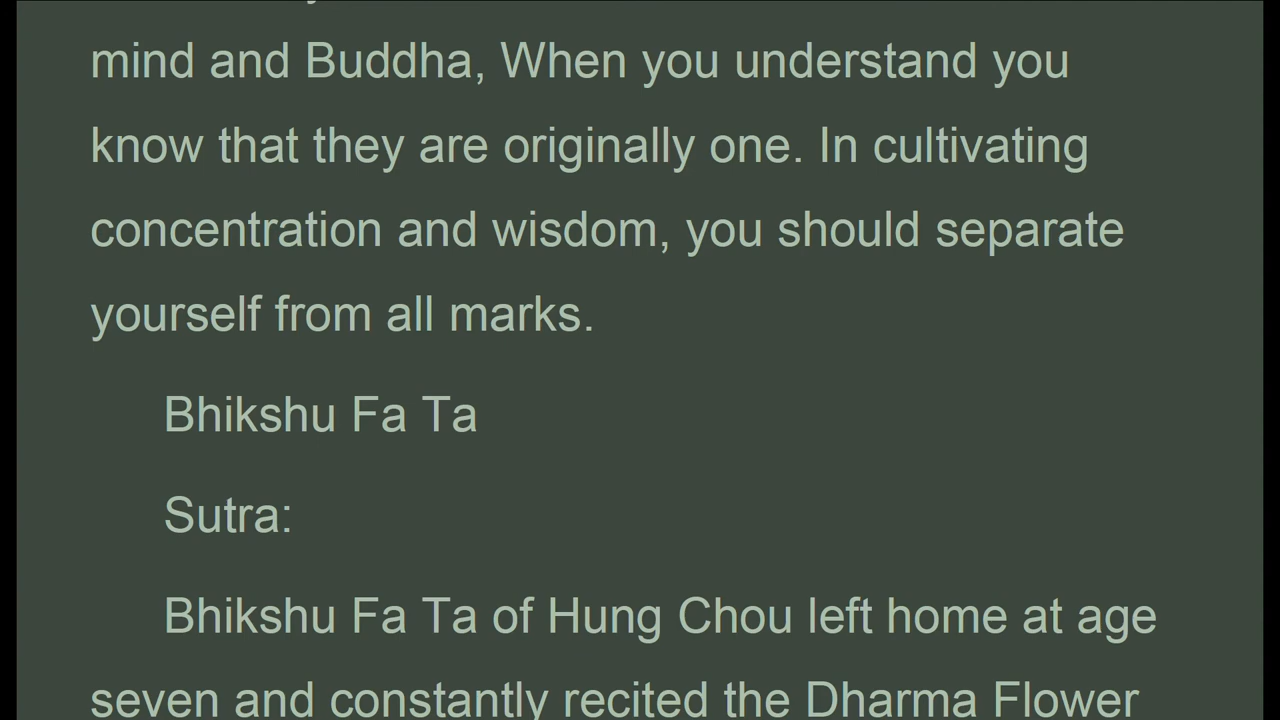 mind and Buddha, When you understand you
know that they are originally one. In cultivating
concentration and wisdom, you should separate
yourself from all marks.
Bhikshu Fa Ta
Sutra:
Bhikshu Fa Ta of Hung Chou left home at age
seven and constantly recited the Dharma Flower